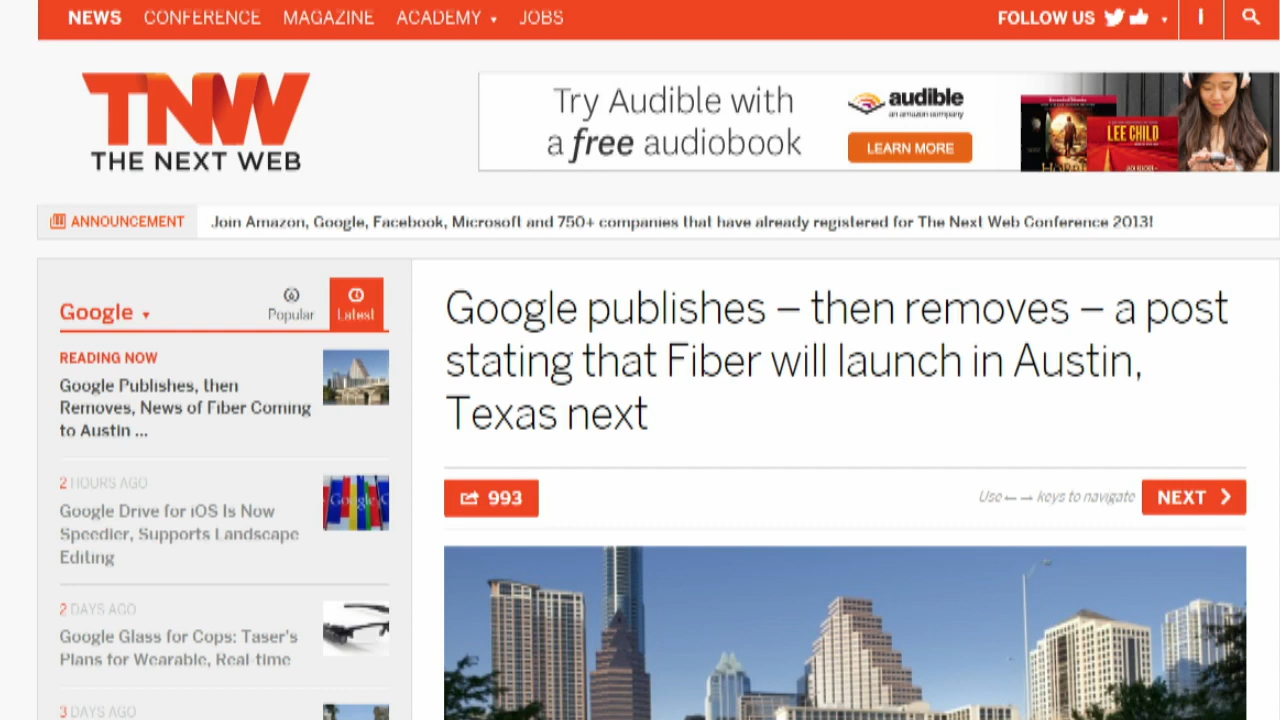 NEWS CONFERENCE MAGAZINE ACADEMY JOBS FOLLOW US
TNW
THE NEXT WEB
Try Audible with
a free audiobook
audible
an amazon company
LEARN MORE
LEE CHILD
ANNOUNCEMENT Join Amazon, Google, Facebook, Microsoft and 750+ companies that have already registered for The Next Web Conference 2013!
Google
Popular
Latest
READING NOW
Google Publishes, then
Removes, News of Fiber Coming
to Austin ...
2 HOURS AGO
Google Drive for iOS Is Now
Speedier, Supports Landscape
Editing
2 DAYS AGO
Google Glass for Cops: Taser's
Plans for Wearable, Real-time
3 DAYS AGO
Google publishes – then removes – a post
stating that Fiber will launch in Austin,
Texas next
993
Use ← → keys to navigate
NEXT
Google